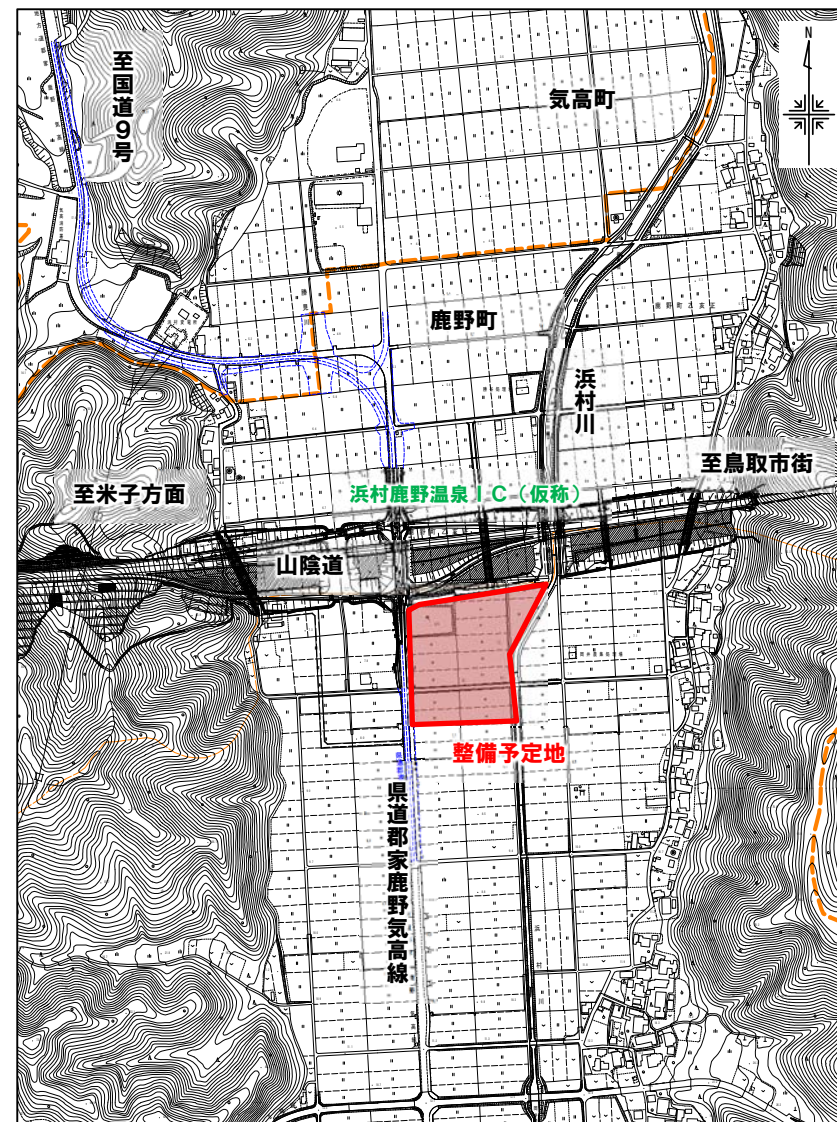 N
至国道9号
気高町
鹿野町
浜村川
至鳥取市街
至米子方面
浜村鹿野温泉IC（仮称）
山陰道
整備予定地
県道郡家鹿野気高線